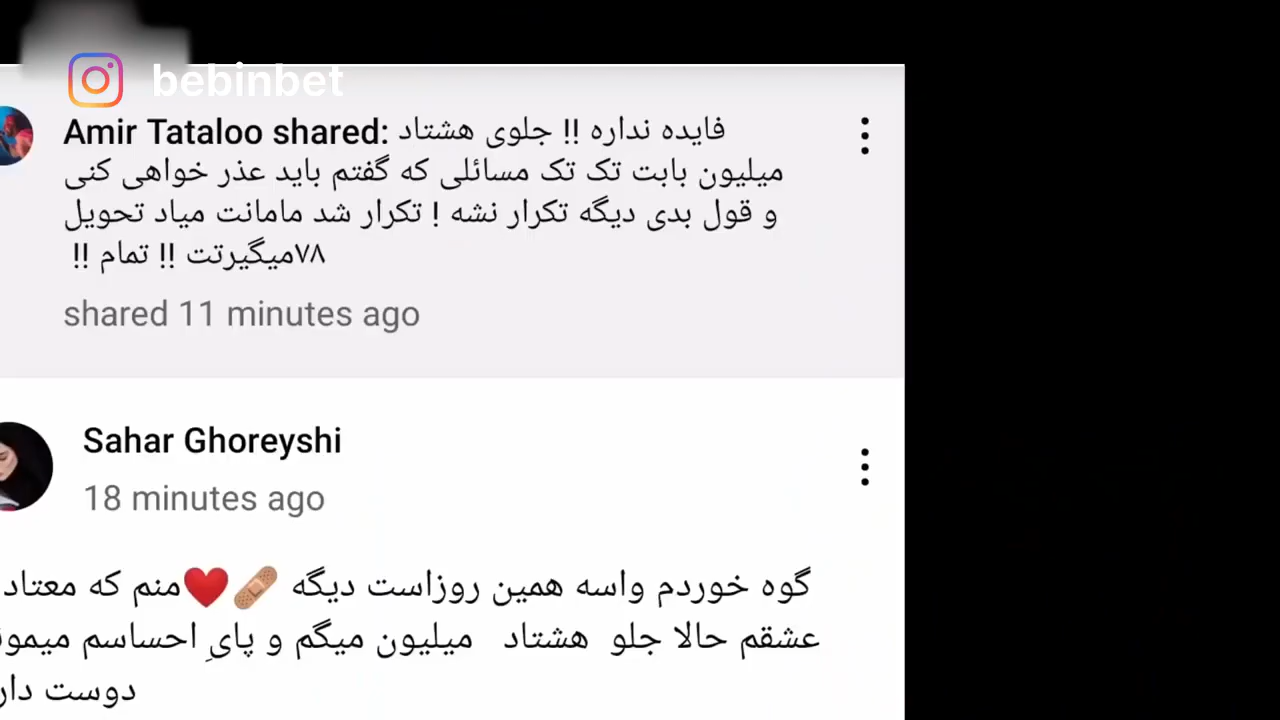 bebinbet
Amir Tataloo shared: فایده نداره !! جلوی هشتاد
میلیون بابت تک تک مسائلی که گفتم باید عذر خواهی کنی
و قول بدی دیگه تکرار نشه ! تکرار شد مامانت میاد تحویل
میگیرتت !! تمام !! ۷۸
shared 11 minutes ago
Sahar Ghoreyshi
18 minutes ago
گوه خوردم واسه همین روزاست دیگه 🩹❤️منم که معتاد
عشقم حالا جلو هشتاد میلیون میگم و پایِ احساسم
دوست